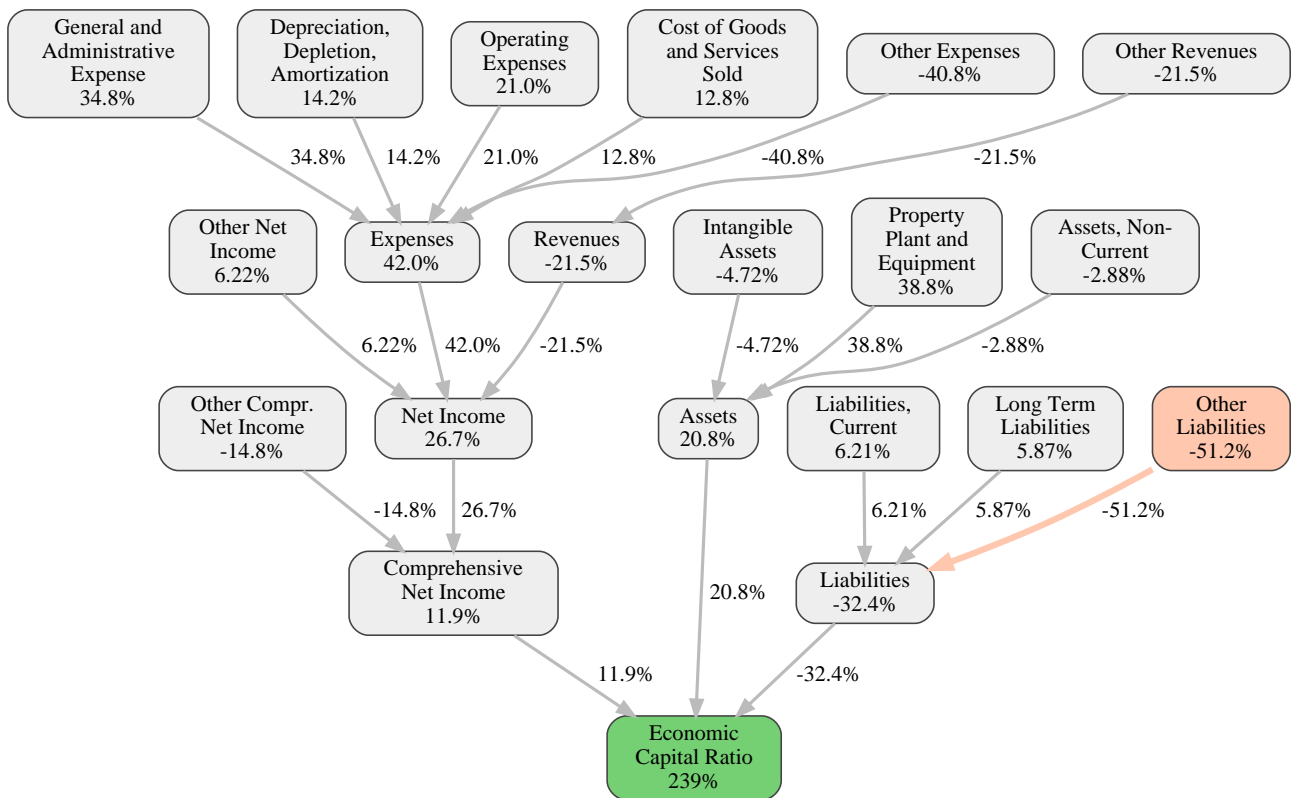 General and
Administrative
Expense
34.8%
Depreciation,
Depletion,
Amortization
14.2%
Operating
Expenses
21.0%
Cost of Goods
and Services
Sold
12.8%
Other Expenses
-40.8%
Other Revenues
-21.5%
34.8%
14.2%
21.0%
12.8%
-40.8%
-21.5%
Other Net
Income
6.22%
Expenses
42.0%
Revenues
-21.5%
Intangible
Assets
-4.72%
Property
Plant and
Equipment
38.8%
Assets, Non-
Current
-2.88%
6.22%
42.0%
-21.5%
-4.72%
38.8%
-2.88%
Other Compr.
Net Income
-14.8%
Net Income
26.7%
Assets
20.8%
Liabilities,
Current
6.21%
Long Term
Liabilities
5.87%
Other
Liabilities
-51.2%
-14.8%
26.7%
6.21%
5.87%
-51.2%
Comprehensive
Net Income
11.9%
20.8%
Liabilities
-32.4%
11.9%
-32.4%
Economic
Capital Ratio
239%